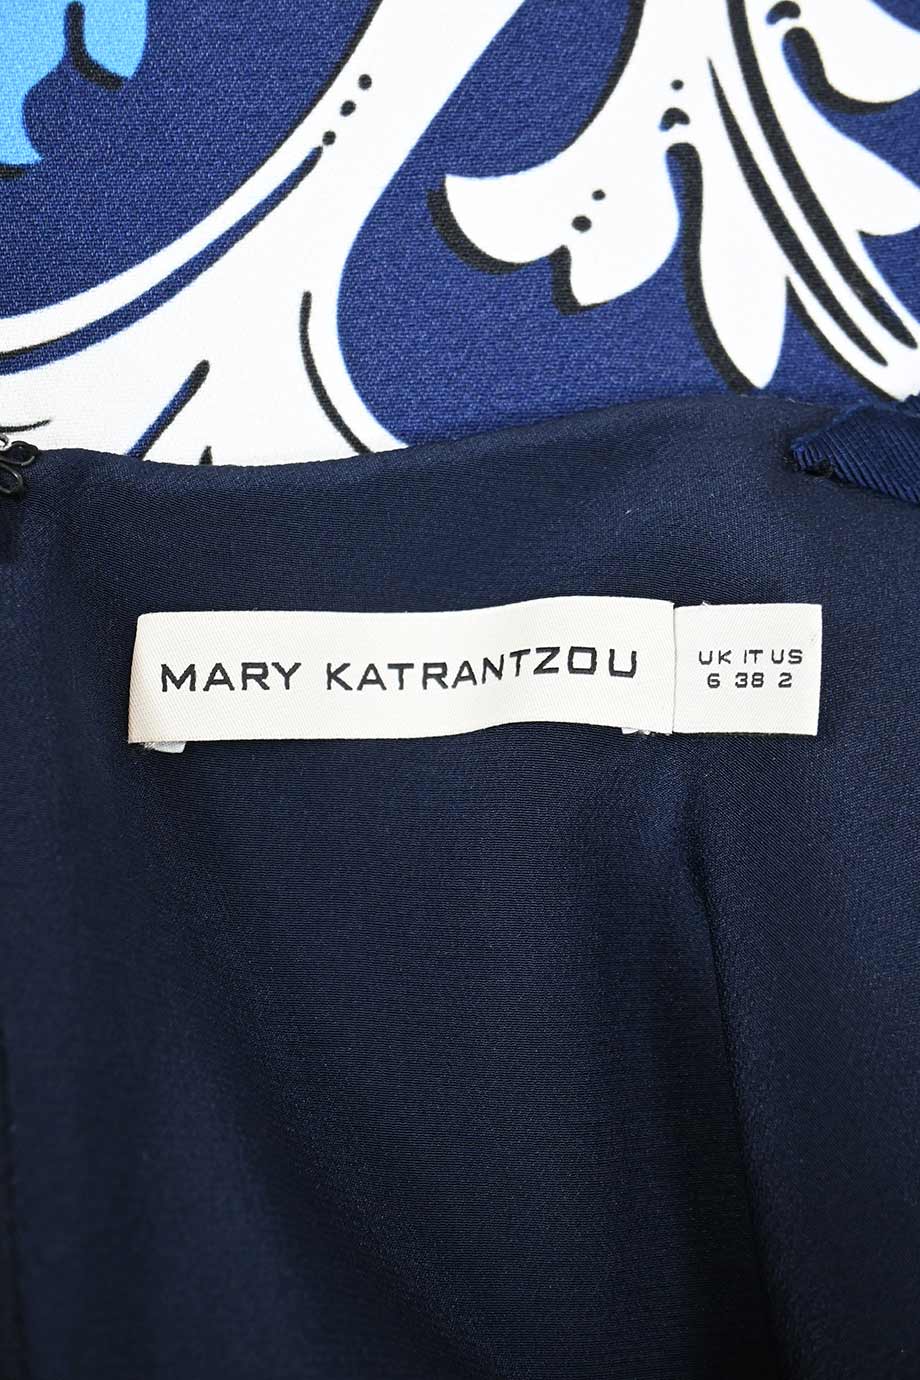 MARY KATRANTZOU
UK IT US
6 38 2